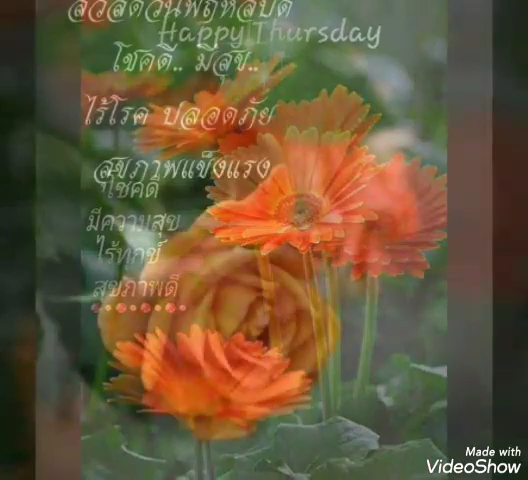 สวัสดีวันพฤหัสบดี
Happy Thursday
โชคดี.. มีสุข..
ไร้โรค ปลอดภัย
สุขภาพแข็งแรง
โชคดี
มีความสุข
ไร้ทุกข์
สุขภาพดี
Made with
VideoShow